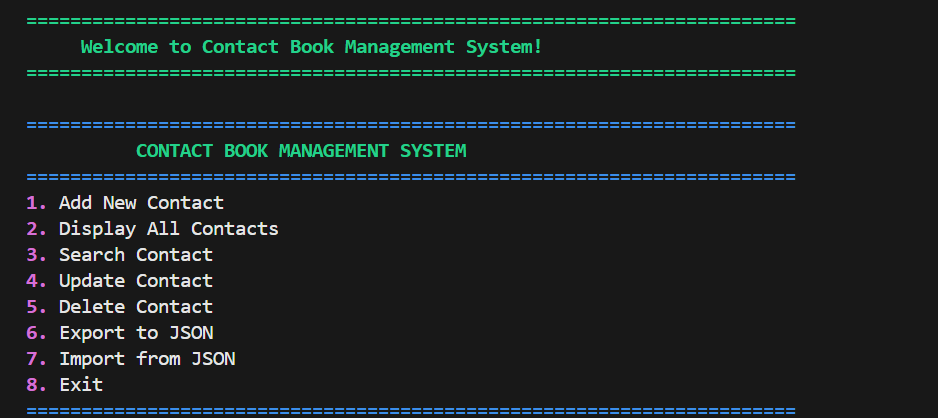 ======================================================================
Welcome to Contact Book Management System!
======================================================================
======================================================================
CONTACT BOOK MANAGEMENT SYSTEM
======================================================================
1. Add New Contact
2. Display All Contacts
3. Search Contact
4. Update Contact
5. Delete Contact
6. Export to JSON
7. Import from JSON
8. Exit
======================================================================